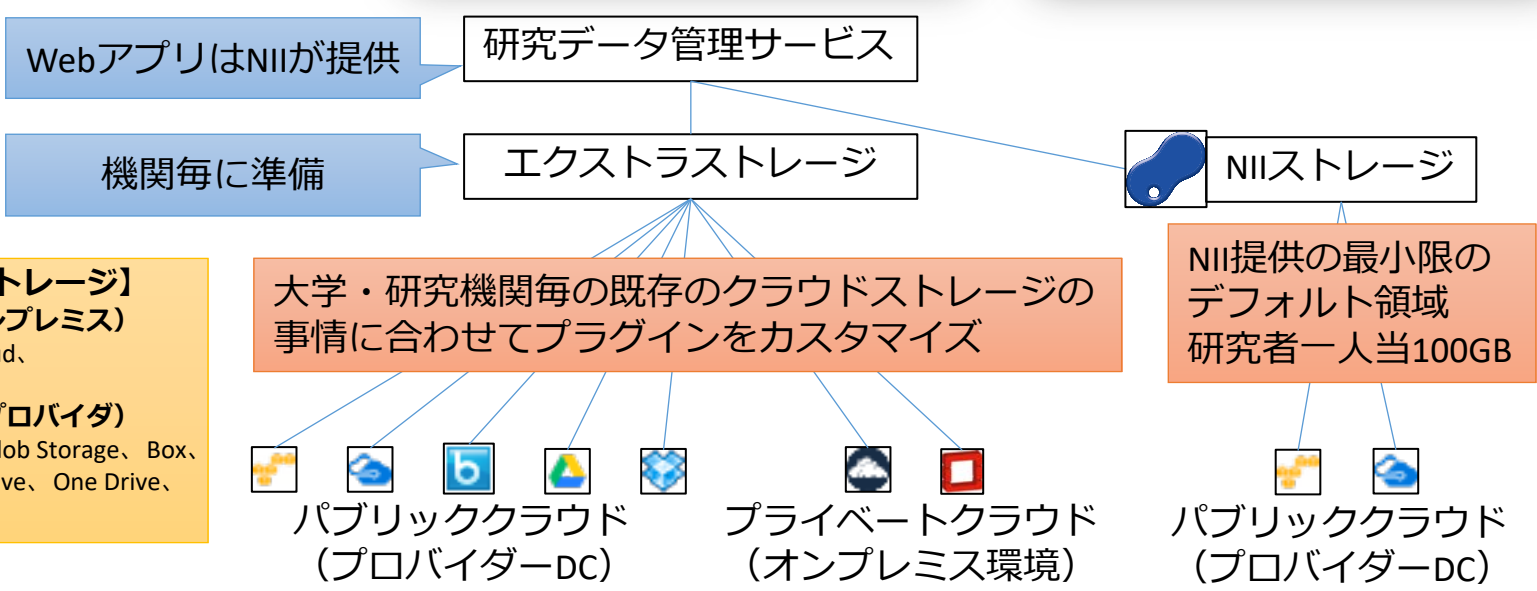 WebアプリはNIIが提供
研究データ管理サービス
機関毎に準備
エクストラストレージ
NIIストレージ
トレージ】
ンプレミス）
ud、
プロバイダ）
lob Storage、 Box、
ive、 One Drive、
大学・研究機関毎の既存のクラウドストレージの
事情に合わせてプラグインをカスタマイズ
NII提供の最小限の
デフォルト領域
研究者一人当100GB
パブリッククラウド
（プロバイダーDC）
プライベートクラウド
（オンプレミス環境）
パブリッククラウド
（プロバイダーDC）